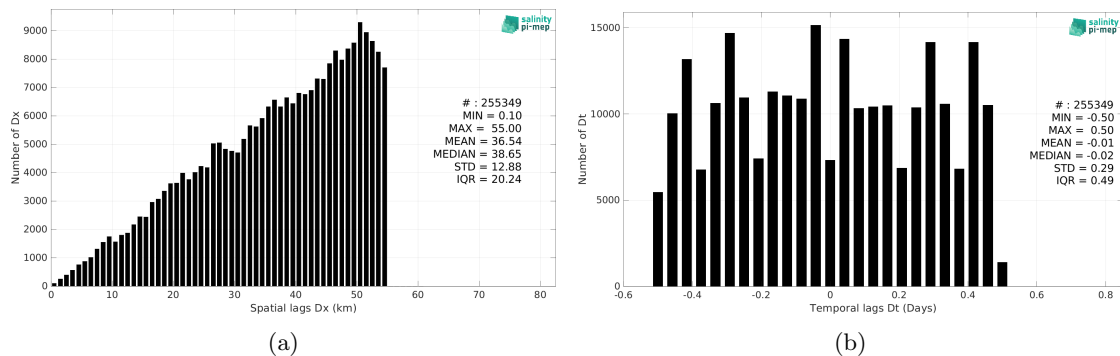 salinity
pi-mep
9000
8000
7000
6000
5000
4000
3000
2000
1000
0
Number of Dx
# : 255349
MIN = 0.10
MAX = 55.00
MEAN = 36.54
MEDIAN = 38.65
STD = 12.88
IQR = 20.24
0 10 20 30 40 50 60 70 80
Spatial lags Dx (km)
(a)
salinity
pi-mep
15000
10000
5000
0
Number of Dt
# : 255349
MIN = -0.50
MAX = 0.50
MEAN = -0.01
MEDIAN = -0.02
STD = 0.29
IQR = 0.49
-0.6 -0.4 -0.2 0 0.2 0.4 0.6 0.8
Temporal lags Dt (Days)
(b)